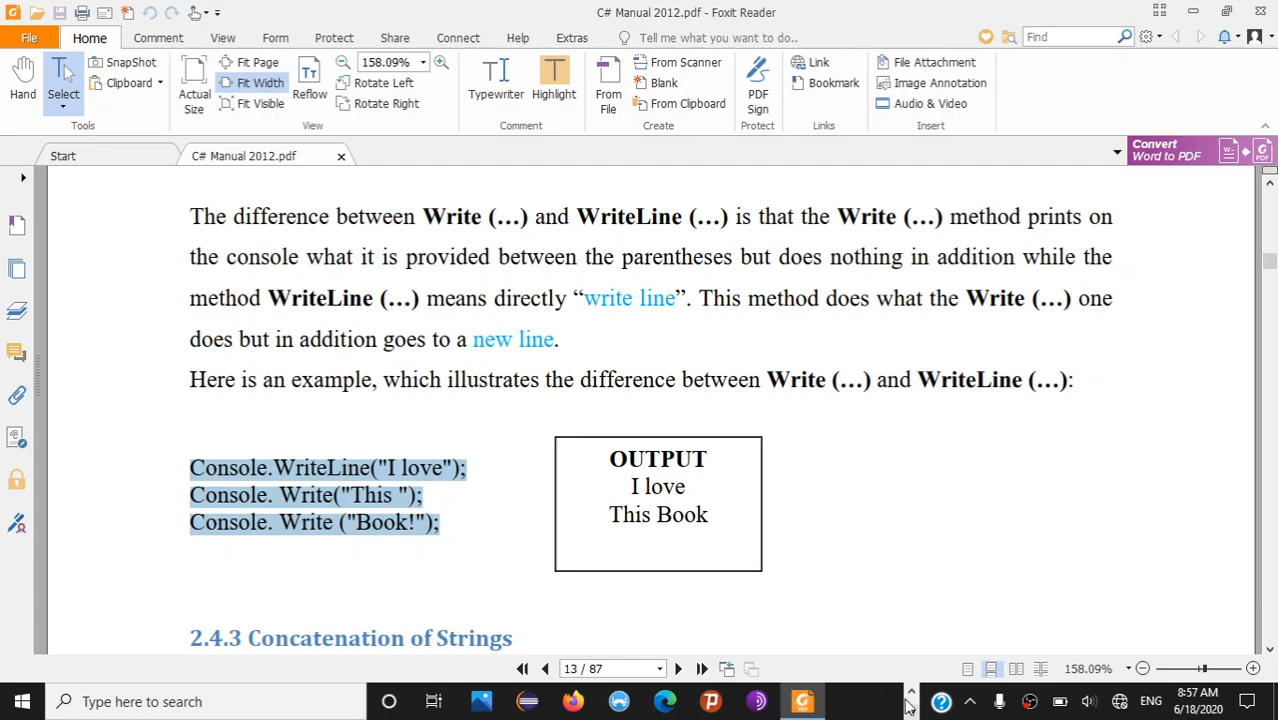 C# Manual 2012.pdf - Foxit Reader
File Home Comment View Form Protect Share Connect Help Extras Tell me what you want to do... Find
Hand
Select
SnapShot
Clipboard
Tools
Actual Size
Fit Page
Fit Width
Fit Visible
Reflow
158.09%
Rotate Left
Rotate Right
View
Typewriter
Highlight
Comment
From File
From Scanner
Blank
From Clipboard
Create
PDF Sign
Protect
Link
Bookmark
Links
File Attachment
Image Annotation
Audio & Video
Insert
Start
C# Manual 2012.pdf
Convert
Word to PDF
The difference between Write (…) and WriteLine (…) is that the Write (…) method prints on
the console what it is provided between the parentheses but does nothing in addition while the
method WriteLine (…) means directly “write line”. This method does what the Write (…) one
does but in addition goes to a new line.
Here is an example, which illustrates the difference between Write (…) and WriteLine (…):
Console.WriteLine("I love");
Console. Write("This ");
Console. Write ("Book!");
OUTPUT
I love
This Book
2.4.3 Concatenation of Strings
13 / 87
158.09%
Type here to search
ENG
8:57 AM
6/18/2020